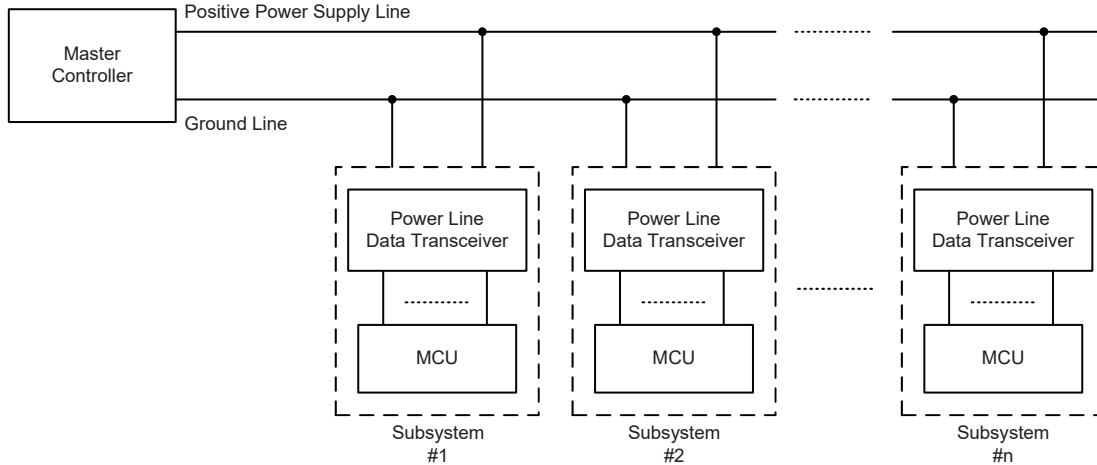 Positive Power Supply Line
Master
Controller
Ground Line
Power Line
Data Transceiver
MCU
Subsystem
#1
Power Line
Data Transceiver
MCU
Subsystem
#2
Power Line
Data Transceiver
MCU
Subsystem
#n